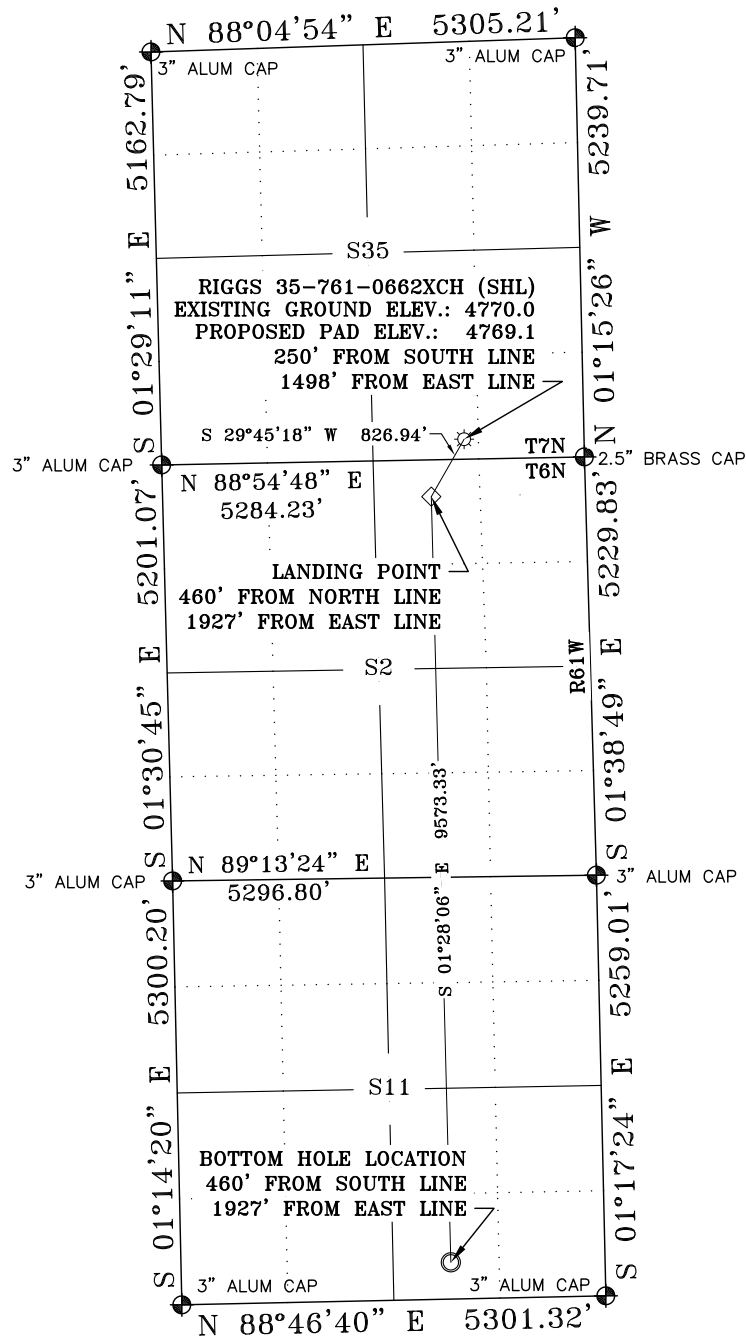 N 88°04'54" E 5305.21'
3" ALUM CAP
3" ALUM CAP
S 01°29'11" E 5162.79'
N 01°15'26" W 5239.71'
S35
RIGGS 35-761-0662XCH (SHL)
EXISTING GROUND ELEV.: 4770.0
PROPOSED PAD ELEV.: 4769.1
250' FROM SOUTH LINE
1498' FROM EAST LINE
S 29°45'18" W 826.94'
T7N
3" ALUM CAP
2.5" BRASS CAP
T6N
N 88°54'48" E
5284.23'
S 01°30'45" E 5201.07'
S 01°38'49" E 5229.83'
LANDING POINT
460' FROM NORTH LINE
1927' FROM EAST LINE
R61W
S2
S 01°28'06" E 9573.33'
N 89°13'24" E
3" ALUM CAP
3" ALUM CAP
5296.80'
S 01°14'20" E 5300.20'
S 01°17'24" E 5259.01'
S11
BOTTOM HOLE LOCATION
460' FROM SOUTH LINE
1927' FROM EAST LINE
3" ALUM CAP
3" ALUM CAP
N 88°46'40" E 5301.32'